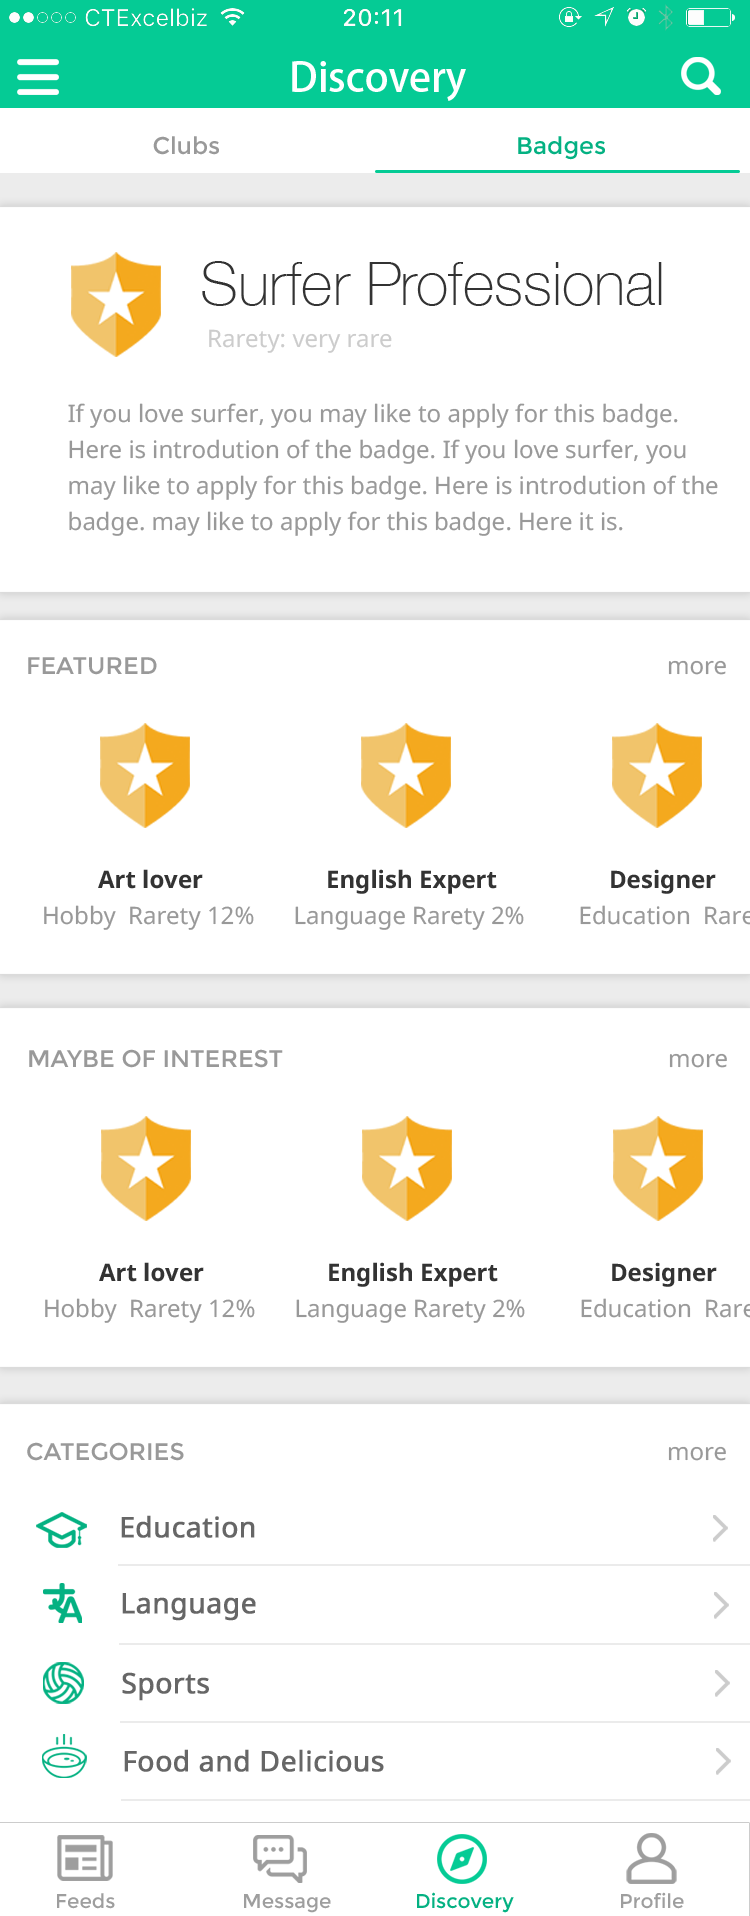 CTExcelbiz
20:11
Discovery
Clubs Badges
Surfer Professional
Rarety: very rare
If you love surfer, you may like to apply for this badge.
Here is introdution of the badge. If you love surfer, you
may like to apply for this badge. Here is introdution of the
badge. may like to apply for this badge. Here it is.
FEATURED more
Art lover English Expert Designer
Hobby Rarety 12% Language Rarety 2% Education Rare
MAYBE OF INTEREST more
Art lover English Expert Designer
Hobby Rarety 12% Language Rarety 2% Education Rare
CATEGORIES more
Education
Language
Sports
Food and Delicious
Feeds Message Discovery Profile